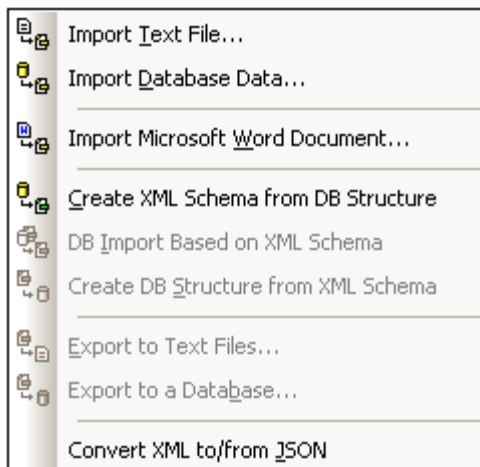 Import Text File...
Import Database Data...
Import Microsoft Word Document...
Create XML Schema from DB Structure
DB Import Based on XML Schema
Create DB Structure from XML Schema
Export to Text Files...
Export to a Database...
Convert XML to/from JSON